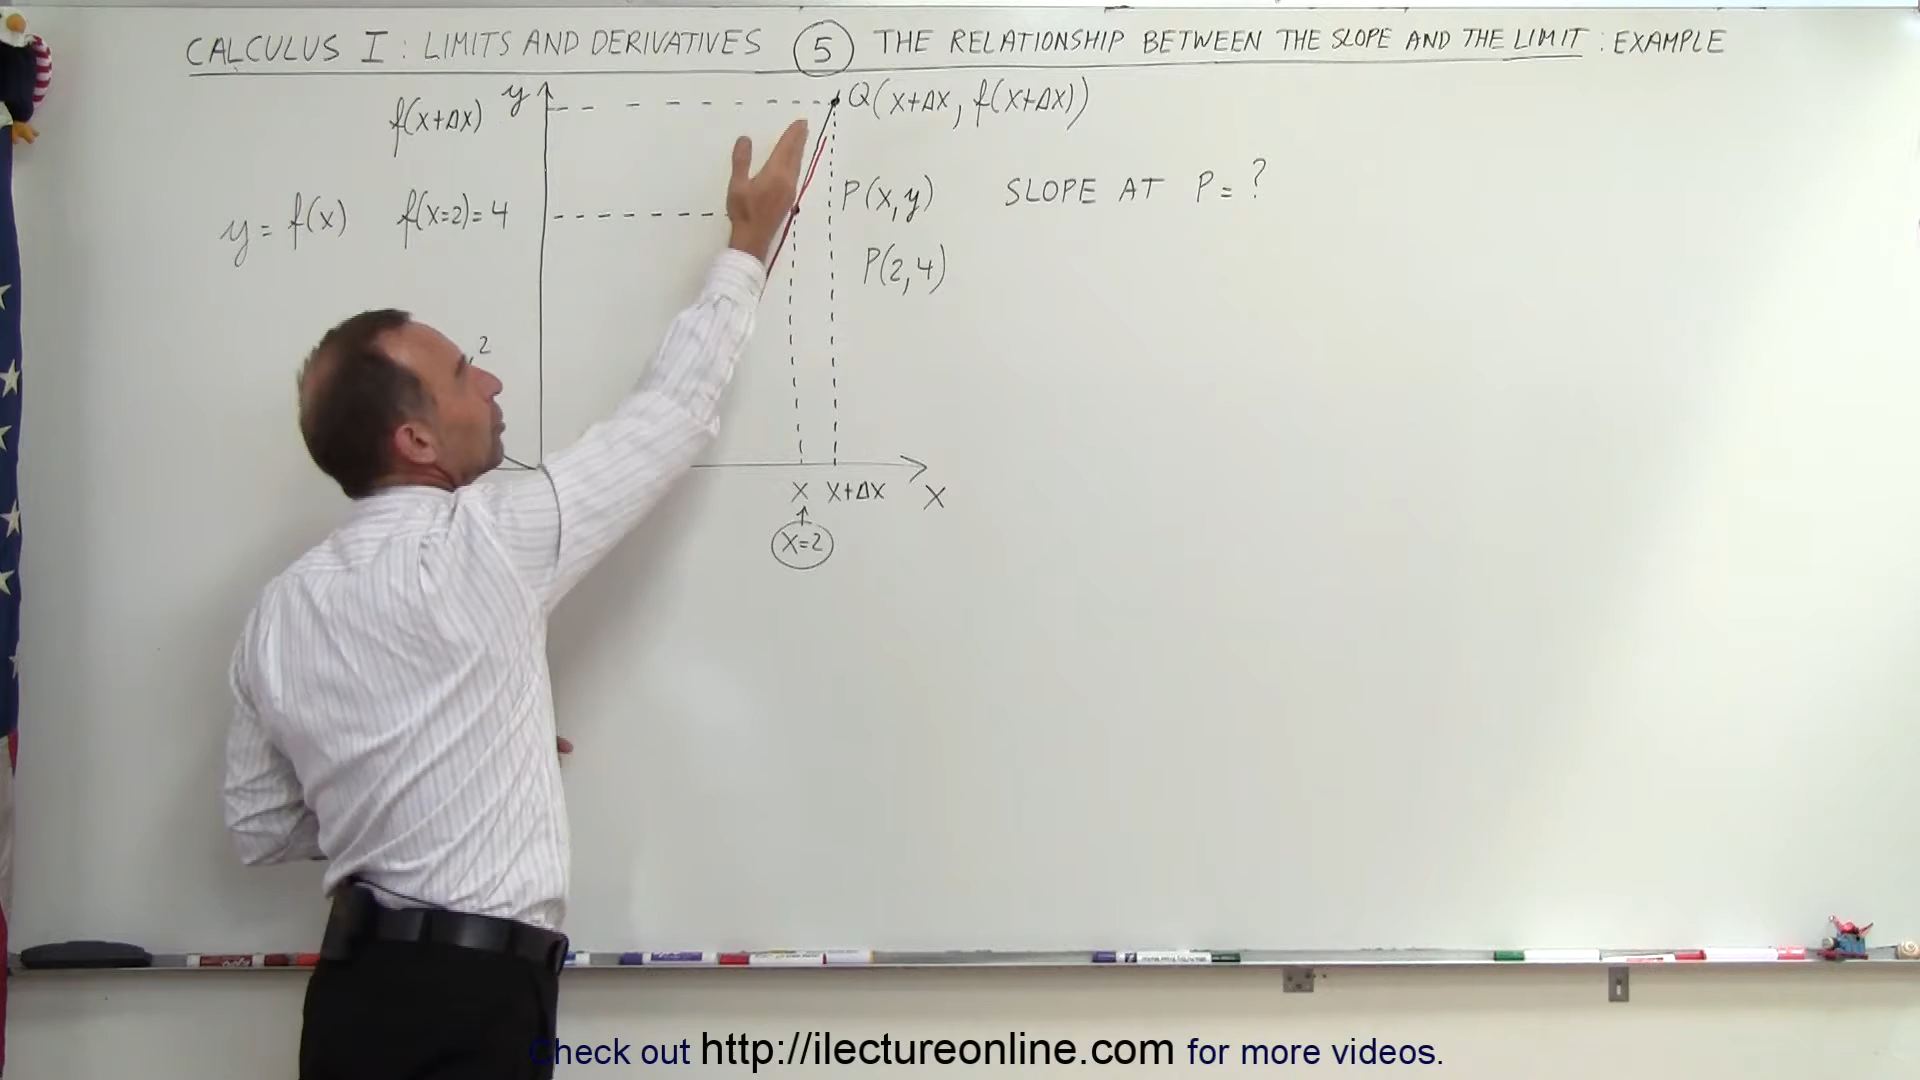 CALCULUS I : LIMITS AND DERIVATIVES ⑤ THE RELATIONSHIP BETWEEN THE SLOPE AND THE LIMIT : EXAMPLE
f(x+Δx) y Q(x+Δx, f(x+Δx))
P(x,y) SLOPE AT P = ?
y = f(x) f(x=2)=4
P(2,4)
2
x x+Δx x
x=2
Check out http://ilectureonline.com for more videos.